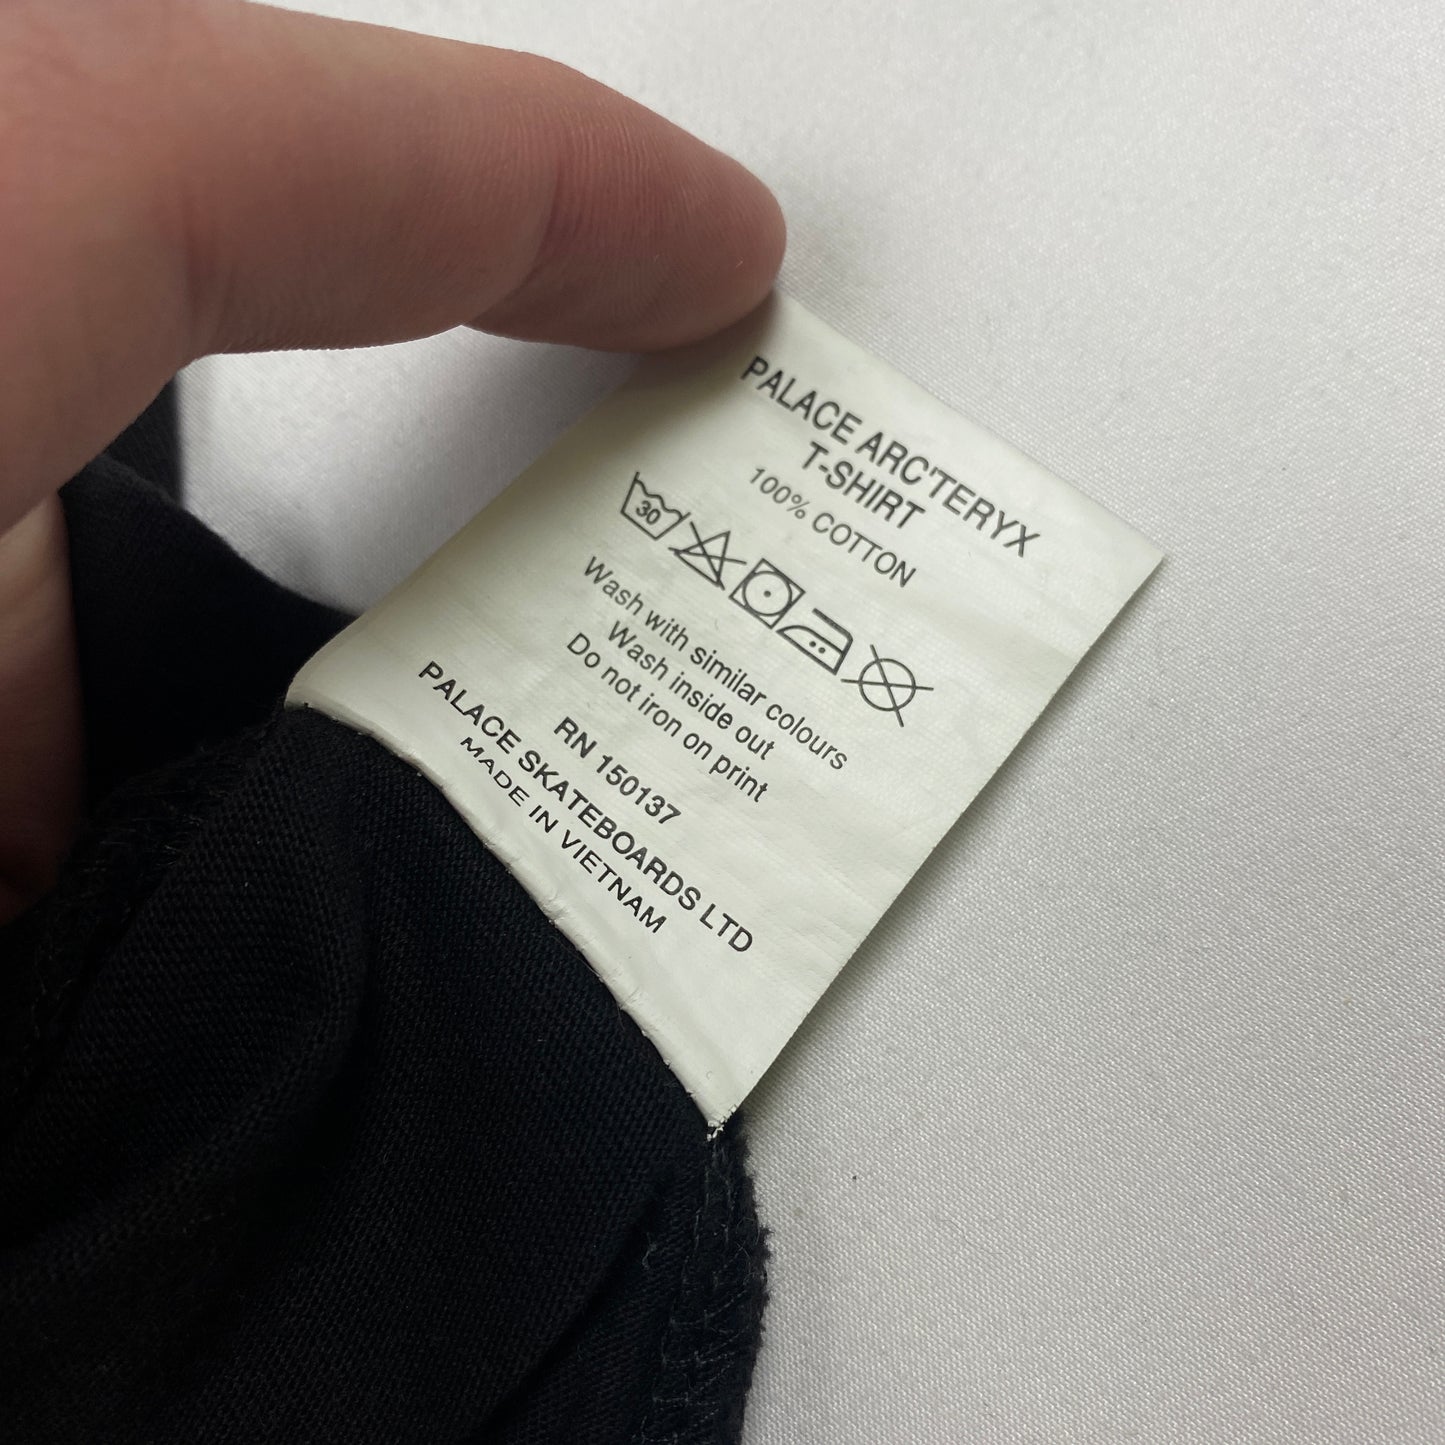 PALACE ARC'TERYX
T-SHIRT
100% COTTON
30
Wash with similar colours
Wash inside out
Do not iron on print
RN 150137
PALACE SKATEBOARDS LTD
MADE IN VIETNAM